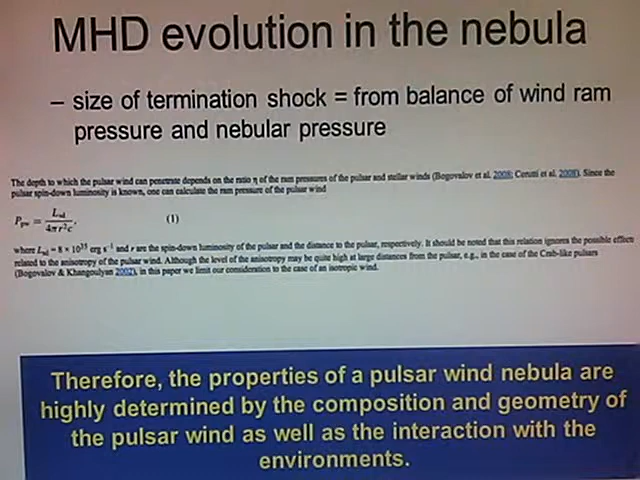 MHD evolution in the nebula
– size of termination shock = from balance of wind ram
pressure and nebular pressure
The depth to which the pulsar wind can penetrate depends on the ratio η of the ram pressures of the pulsar and stellar winds (Bogovalov et al. 2008; Cerutti et al. 2008). Since the
pulsar spin-down luminosity is known, one can calculate the ram pressure of the pulsar wind
P_pw = L_sd / 4πr²c , (1)
where L_sd = 8 × 10³⁵ erg s⁻¹ and r are the spin-down luminosity of the pulsar and the distance to the pulsar, respectively. It should be noted that this relation ignores the possible effects
related to the anisotropy of the pulsar wind. Although the level of the anisotropy may be quite high at large distances from the pulsar, e.g., in the case of the Crab-like pulsars
(Bogovalov & Khangoulyan 2002), in this paper we limit our consideration to the case of an isotropic wind.
Therefore, the properties of a pulsar wind nebula are
highly determined by the composition and geometry of
the pulsar wind as well as the interaction with the
environments.